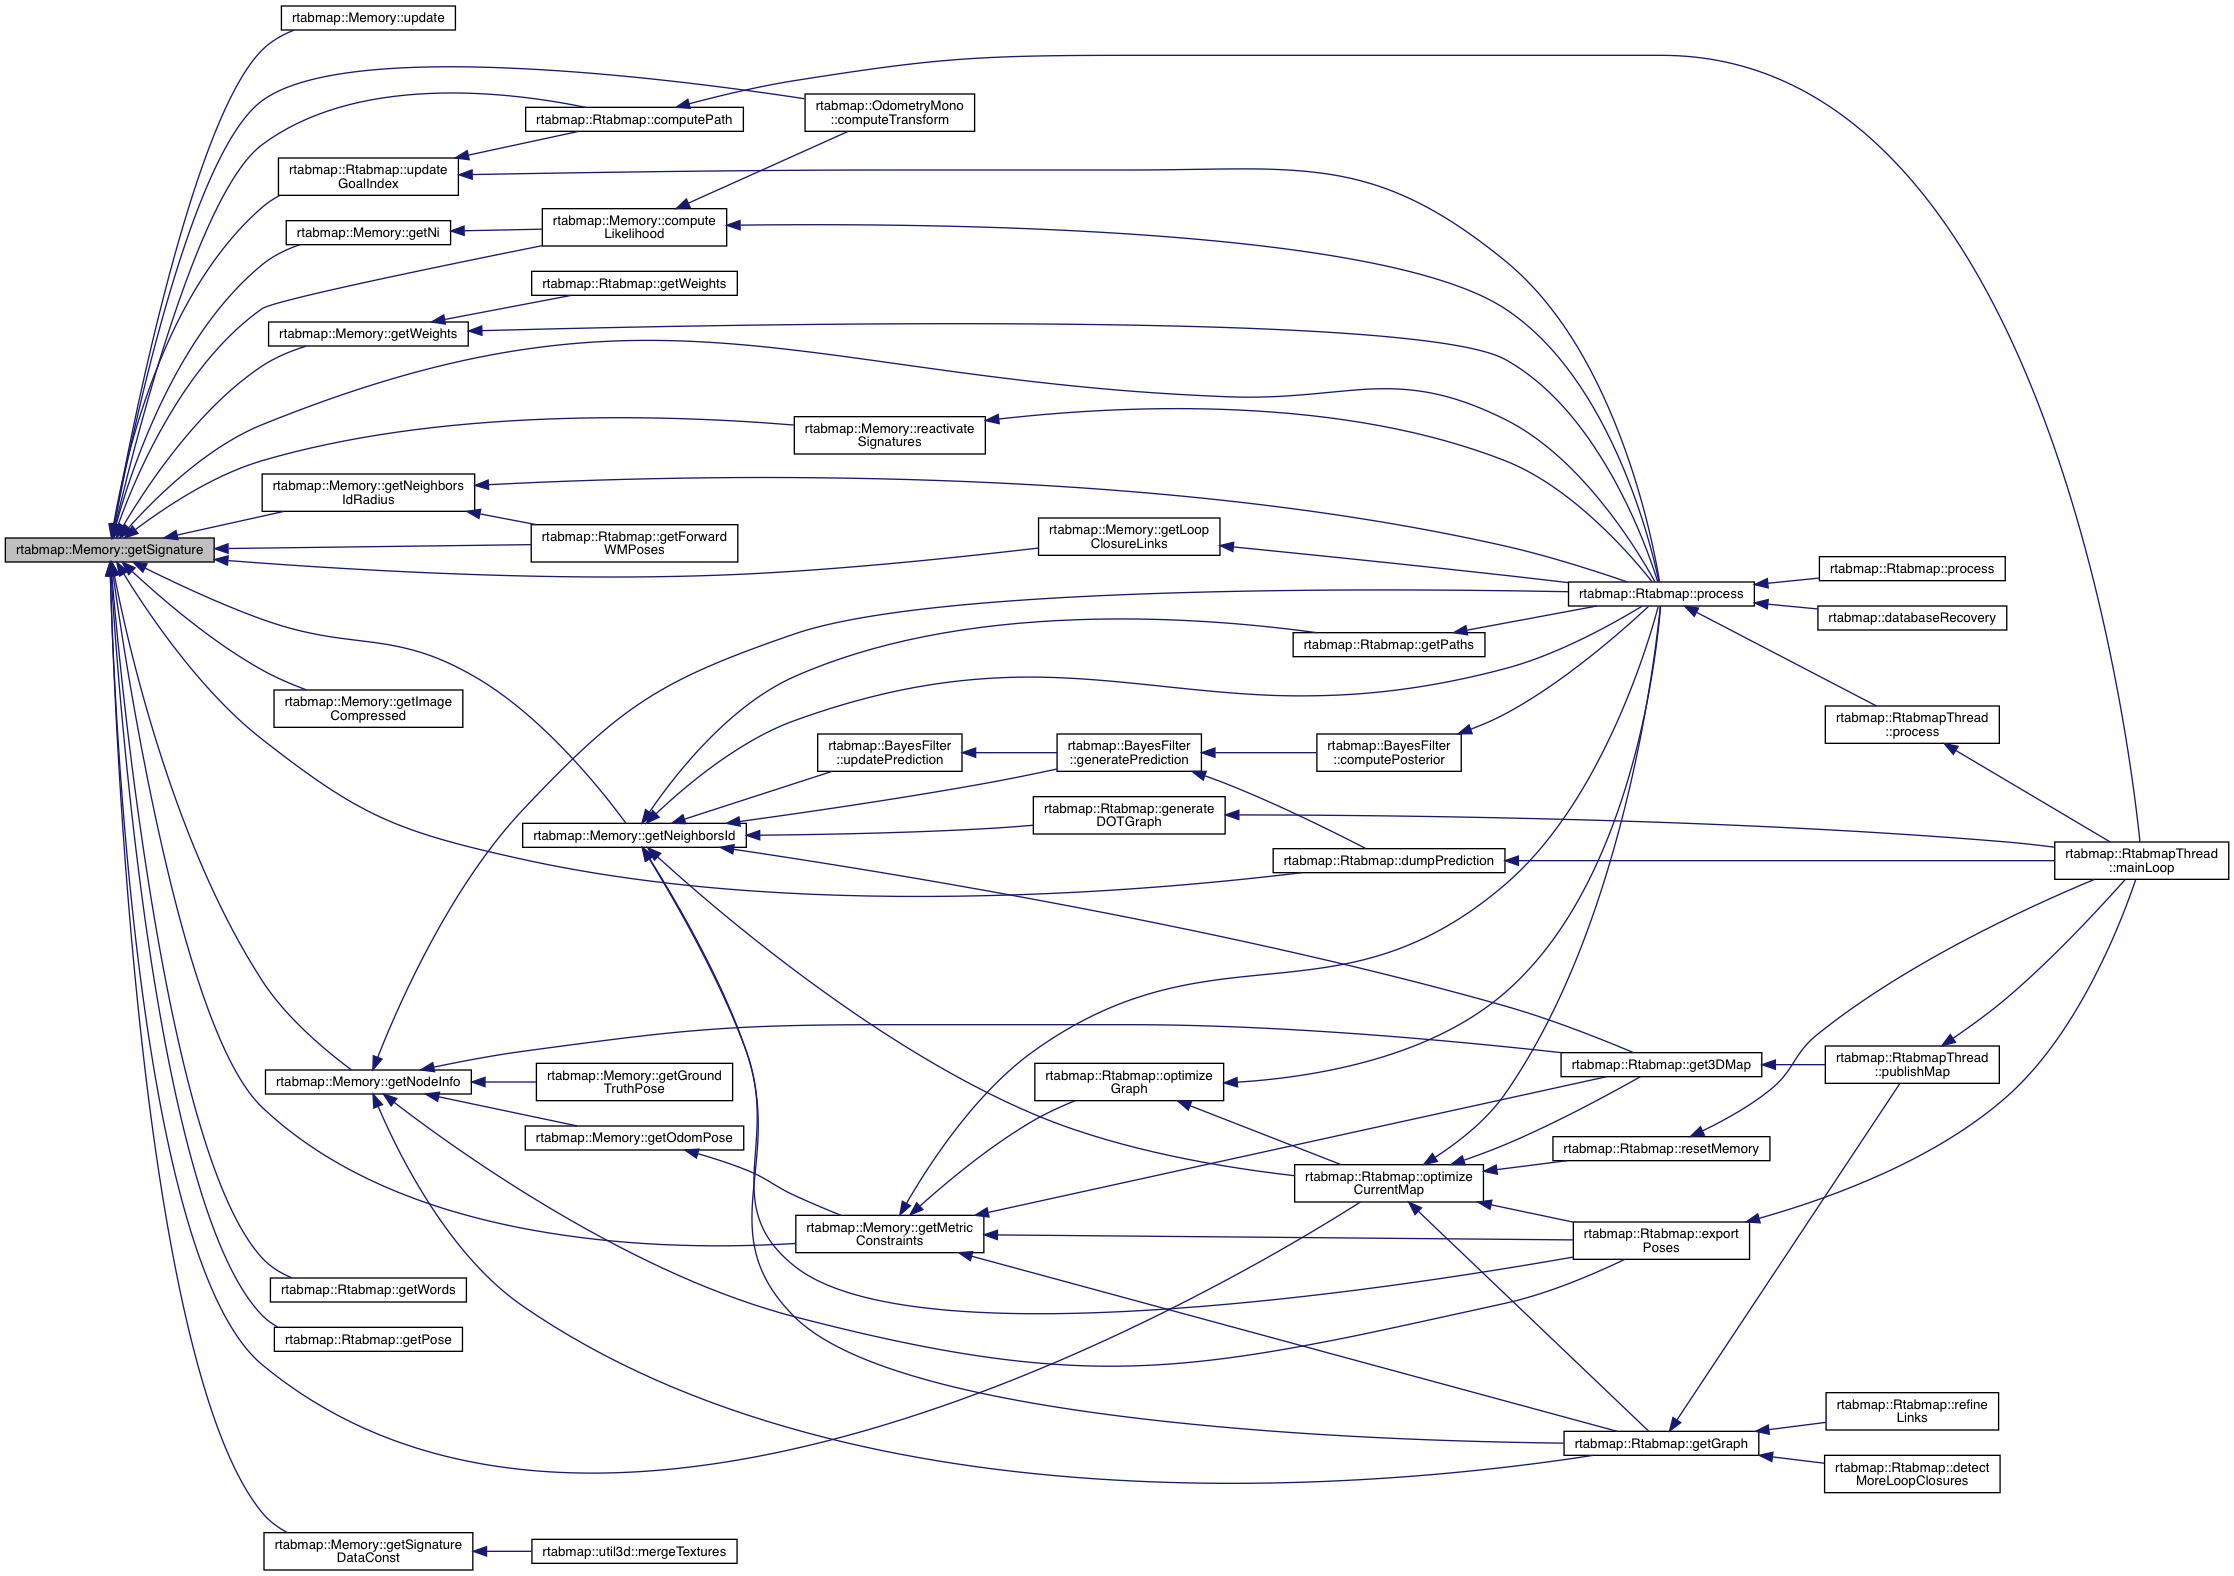 rtabmap::Memory::update
rtabmap::OdometryMono
::computeTransform
rtabmap::Rtabmap::computePath
rtabmap::Rtabmap::update
GoalIndex
rtabmap::Memory::getNi
rtabmap::Memory::compute
Likelihood
rtabmap::Rtabmap::getWeights
rtabmap::Memory::getWeights
rtabmap::Memory::reactivate
Signatures
rtabmap::Memory::getNeighbors
IdRadius
rtabmap::Memory::getSignature
rtabmap::Rtabmap::getForward
WMPoses
rtabmap::Memory::getLoop
ClosureLinks
rtabmap::Rtabmap::process
rtabmap::Rtabmap::process
rtabmap::databaseRecovery
rtabmap::Rtabmap::getPaths
rtabmap::Memory::getImage
Compressed
rtabmap::RtabmapThread
::process
rtabmap::BayesFilter
::updatePrediction
rtabmap::BayesFilter
::generatePrediction
rtabmap::BayesFilter
::computePosterior
rtabmap::Rtabmap::generate
DOTGraph
rtabmap::Memory::getNeighborsId
rtabmap::Rtabmap::dumpPrediction
rtabmap::RtabmapThread
::mainLoop
rtabmap::Memory::getNodeInfo
rtabmap::Memory::getGround
TruthPose
rtabmap::Rtabmap::optimize
Graph
rtabmap::Rtabmap::get3DMap
rtabmap::RtabmapThread
::publishMap
rtabmap::Memory::getOdomPose
rtabmap::Rtabmap::resetMemory
rtabmap::Rtabmap::optimize
CurrentMap
rtabmap::Memory::getMetric
Constraints
rtabmap::Rtabmap::export
Poses
rtabmap::Rtabmap::getWords
rtabmap::Rtabmap::getPose
rtabmap::Rtabmap::refine
Links
rtabmap::Rtabmap::getGraph
rtabmap::Rtabmap::detect
MoreLoopClosures
rtabmap::Memory::getSignature
DataConst
rtabmap::util3d::mergeTextures